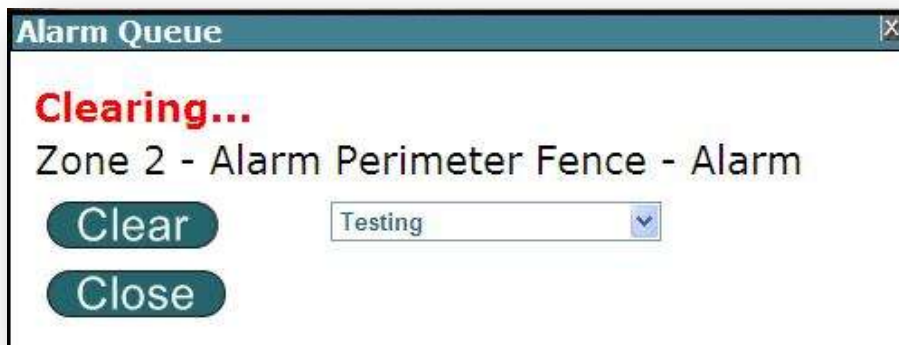 Alarm Queue X
Clearing...
Zone 2 - Alarm Perimeter Fence - Alarm
Clear Testing
Close